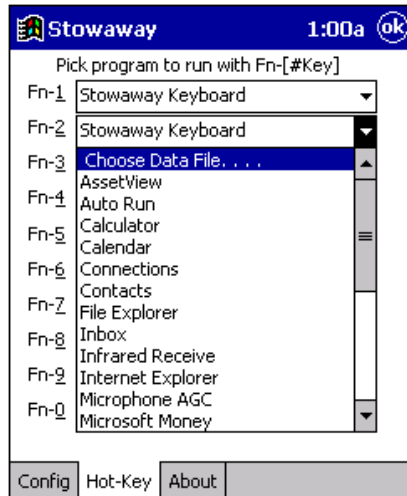 Stowaway 1:00a ok
Pick program to run with Fn-[#Key]
Fn-1 Stowaway Keyboard
Fn-2 Stowaway Keyboard
Fn-3 Choose Data File. . . .
AssetView
Fn-4 Auto Run
Fn-5 Calculator
Calendar
Fn-6 Connections
Contacts
Fn-7 File Explorer
Fn-8 Inbox
Infrared Receive
Fn-9 Internet Explorer
Fn-0 Microphone AGC
Microsoft Money
Config Hot-Key About